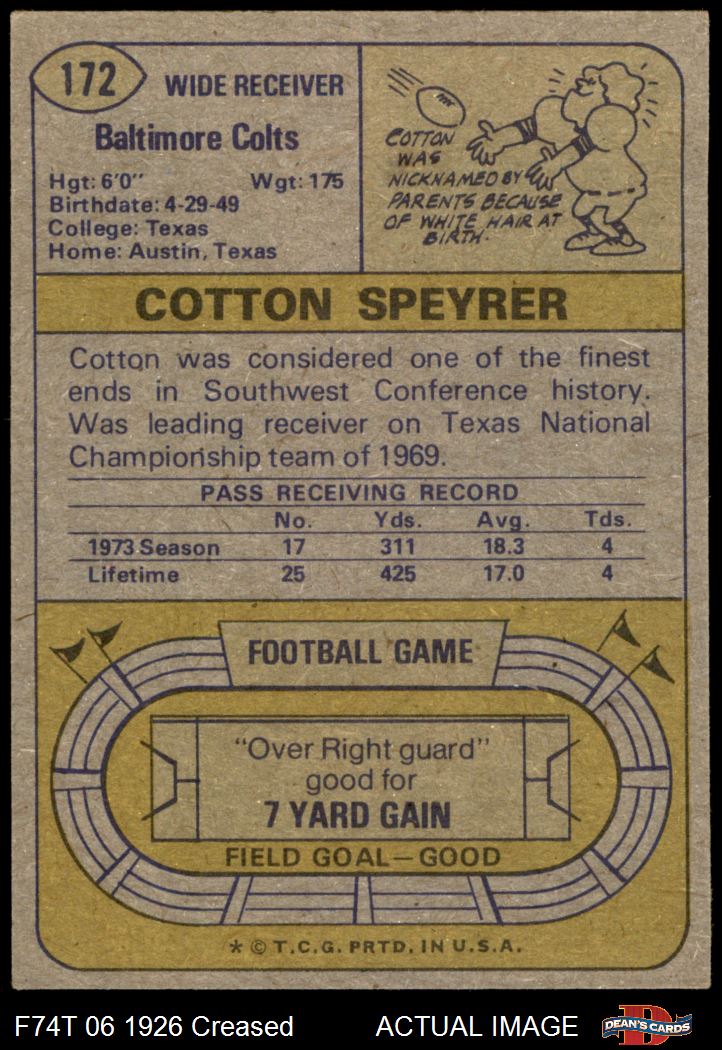 172
WIDE RECEIVER
Baltimore Colts
Hgt: 6'0" Wgt: 175
Birthdate: 4-29-49
College: Texas
Home: Austin, Texas
COTTON
WAS
NICKNAMED BY
PARENTS BECAUSE
OF WHITE HAIR AT
BIRTH.
COTTON SPEYRER
Cotton was considered one of the finest
ends in Southwest Conference history.
Was leading receiver on Texas National
Championship team of 1969.
PASS RECEIVING RECORD
No. Yds. Avg. Tds.
1973 Season 17 311 18.3 4
Lifetime 25 425 17.0 4
FOOTBALL GAME
"Over Right guard"
good for
7 YARD GAIN
FIELD GOAL—GOOD
* © T.C.G. PRTD. IN U.S.A.
F74T 06 1926 Creased ACTUAL IMAGE
D
DEAN'S CARDS